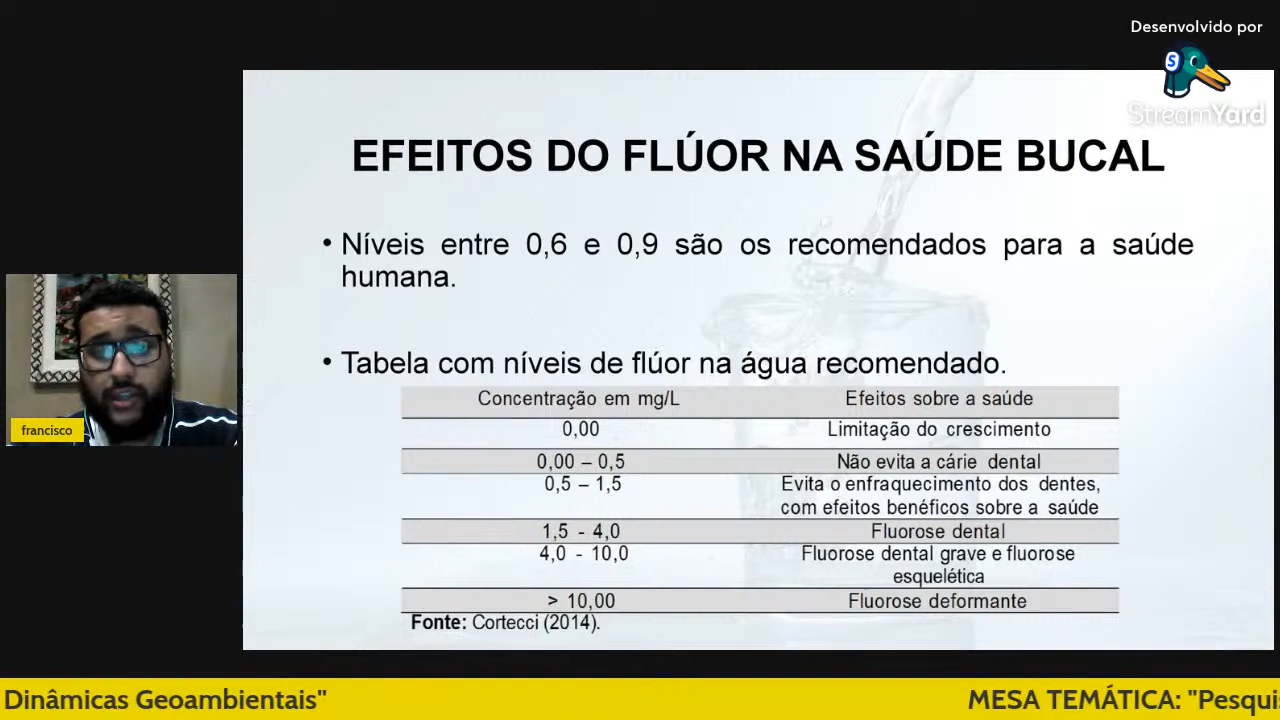 Desenvolvido por
StreamYard
EFEITOS DO FLÚOR NA SAÚDE BUCAL
• Níveis entre 0,6 e 0,9 são os recomendados para a saúde
humana.
• Tabela com níveis de flúor na água recomendado.
Concentração em mg/L Efeitos sobre a saúde
0,00 Limitação do crescimento
0,00 – 0,5 Não evita a cárie dental
0,5 – 1,5 Evita o enfraquecimento dos dentes,
com efeitos benéficos sobre a saúde
1,5 - 4,0 Fluorose dental
4,0 - 10,0 Fluorose dental grave e fluorose
esquelética
> 10,00 Fluorose deformante
Fonte: Cortecci (2014).
francisco
Dinâmicas Geoambientais" MESA TEMÁTICA: "Pesqui